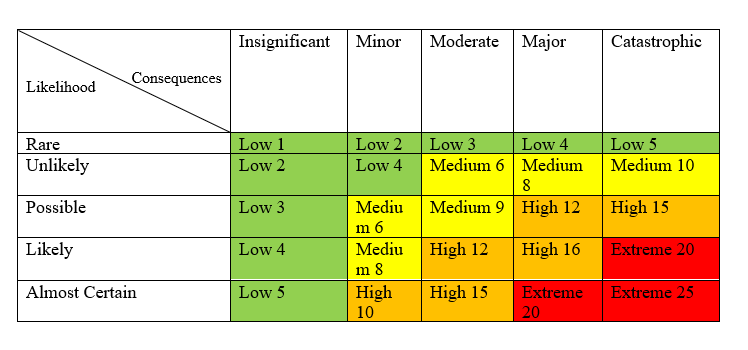 Insignificant Minor Moderate Major Catastrophic
Consequences
Likelihood
Rare Low 1 Low 2 Low 3 Low 4 Low 5
Unlikely Low 2 Low 4 Medium 6 Medium Medium 10
8
Possible Low 3 Mediu Medium 9 High 12 High 15
m 6
Likely Low 4 Mediu High 12 High 16 Extreme 20
m 8
Almost Certain Low 5 High High 15 Extreme Extreme 25
10 20